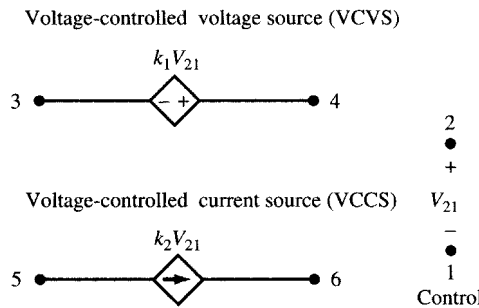 Voltage-controlled voltage source (VCVS)
k₁V₂₁
3 − + 4
2
+
Voltage-controlled current source (VCCS)
V₂₁
k₂V₂₁
−
5 6
1
Control